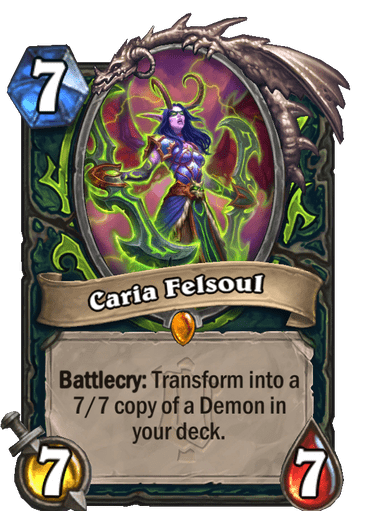 7
Caria Felsoul
Battlecry: Transform into a
7/7 copy of a Demon in
your deck.
7
7